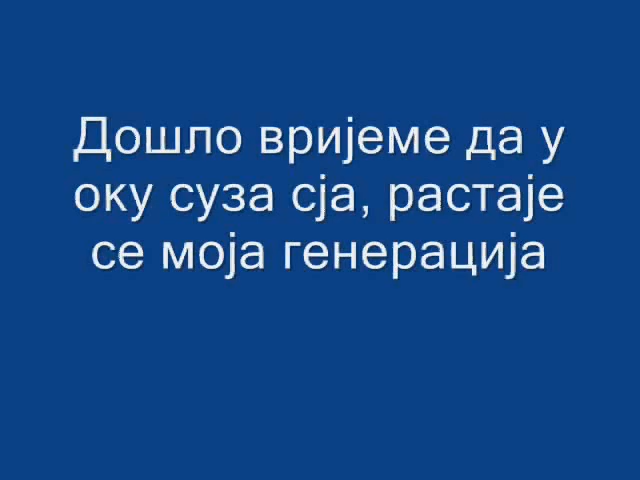 Дошло вријеме да у
оку суза сја, растаје
се моја генерација